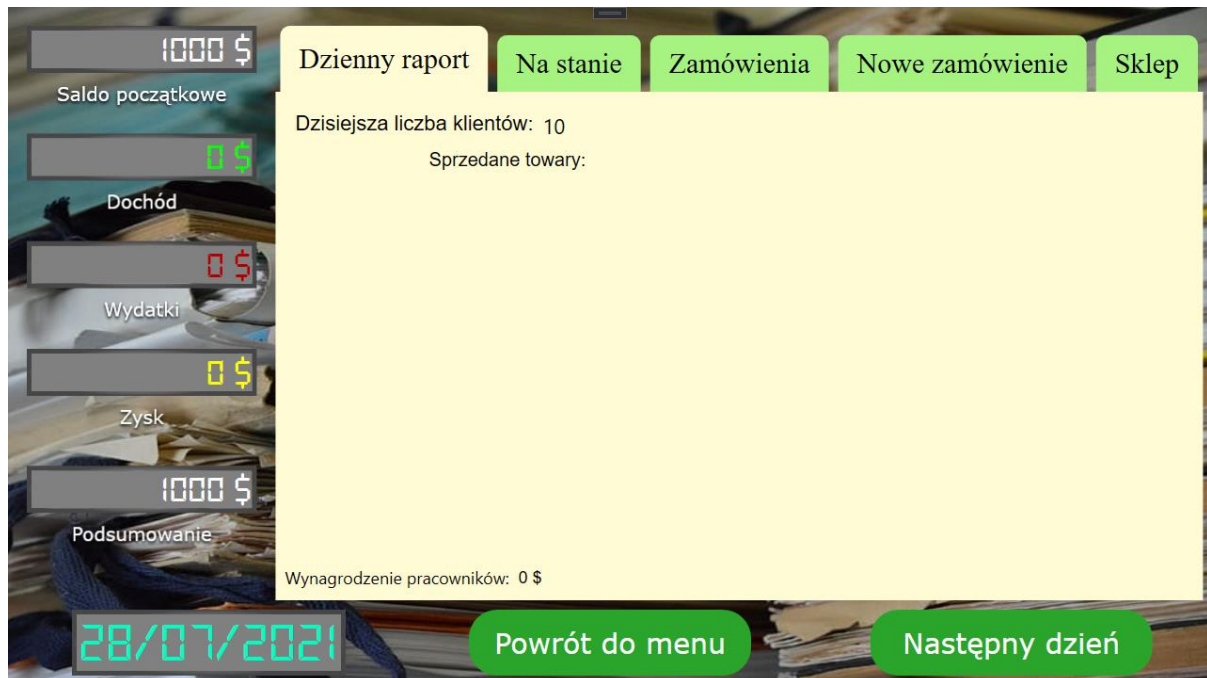 1000 $
Saldo początkowe
0 $
Dochód
0 $
Wydatki
0 $
Zysk
1000 $
Podsumowanie
28/07/2021
Dzienny raport
Na stanie
Zamówienia
Nowe zamówienie
Sklep
Dzisiejsza liczba klientów: 10
Sprzedane towary:
Wynagrodzenie pracowników: 0 $
Powrót do menu
Następny dzień